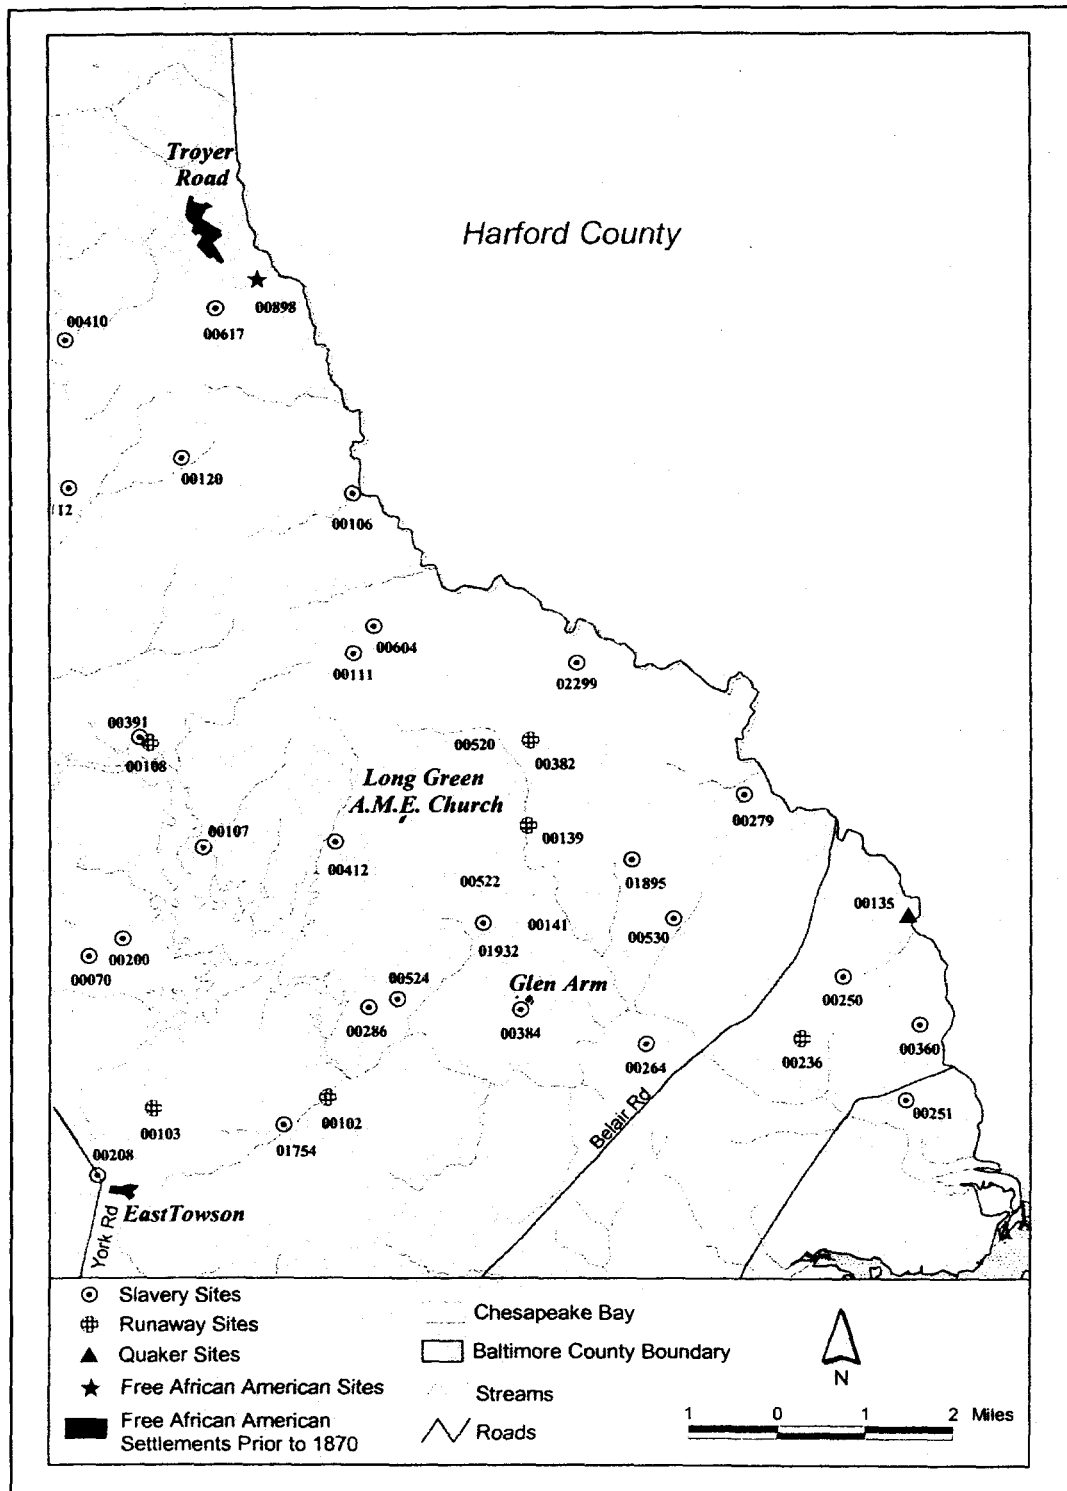 Troyer
Road
Harford County
00898
00617
00410
00120
12
00106
00604
00111
02299
00391
00108
00520
00382
Long Green
A.M.E. Church
00279
00107
00139
00412
01895
00522
00135
00141
00530
01932
00200
00070
00524
Glen Arm
00250
00286
00384
00360
00264
00236
00251
Belair Rd
00103
00102
01754
00208
East Towson
York Rd
Slavery Sites
Runaway Sites
Quaker Sites
Free African American Sites
Free African American
Settlements Prior to 1870
Chesapeake Bay
Baltimore County Boundary
Streams
Roads
N
1 0 1 2 Miles